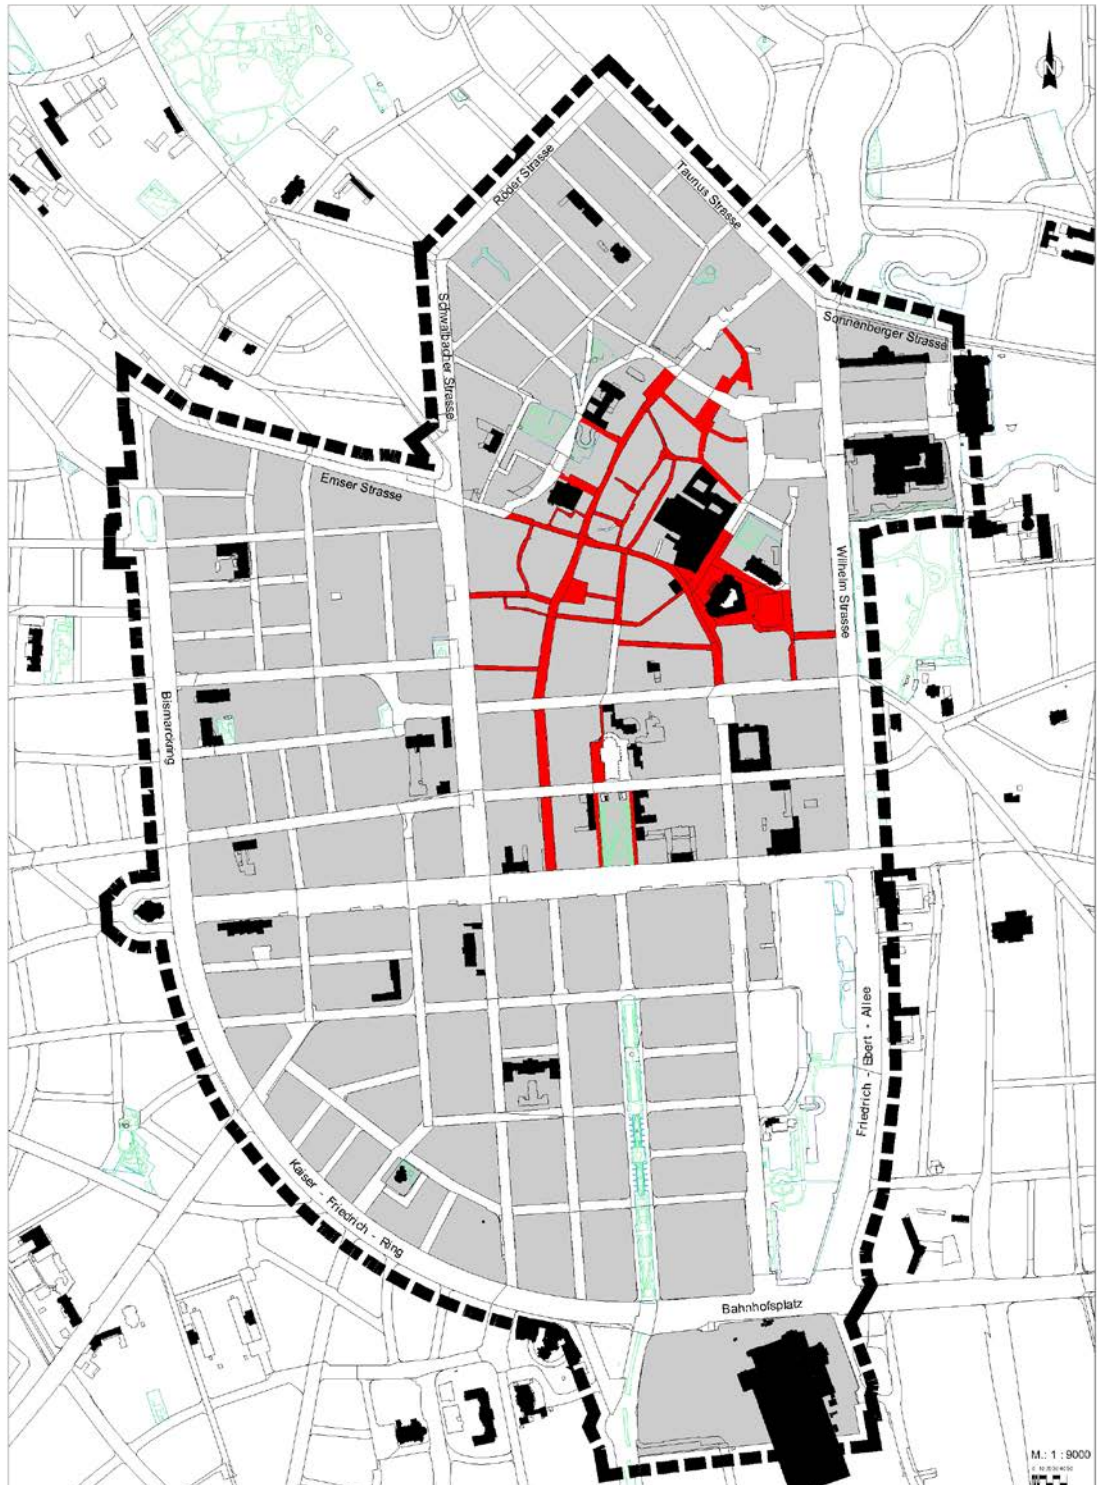 N
Röder Strasse
Taunus Strasse
Sonnenberger Strasse
Schwalbacher Strasse
Emser Strasse
Wilhelm Strasse
Bismarckring
Friedrich - Ebert - Allee
Kaiser - Friedrich - Ring
Bahnhofsplatz
M.: 1 : 9000